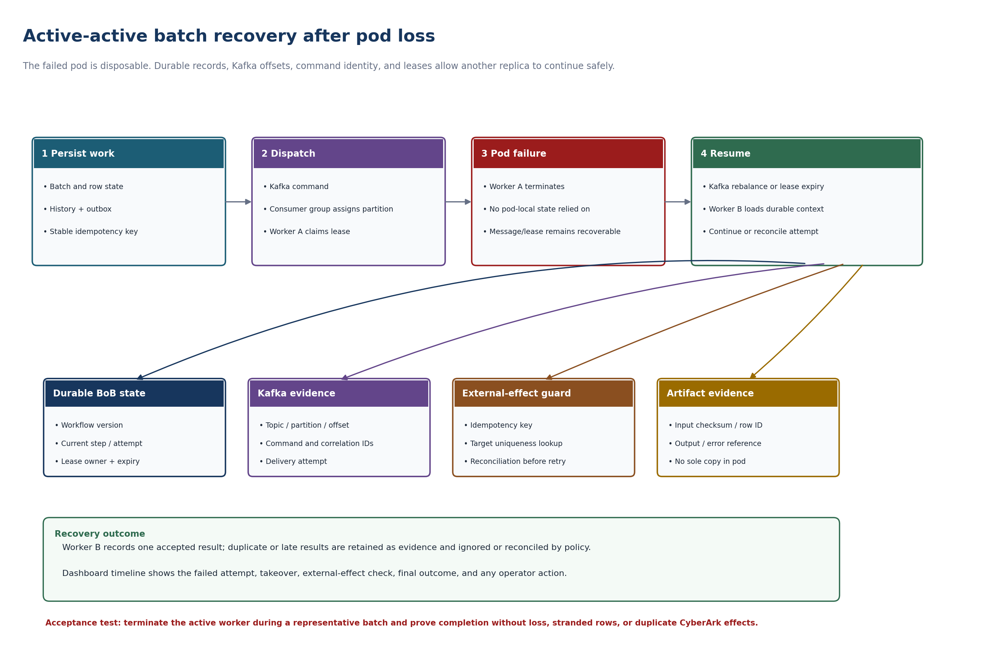 Active-active batch recovery after pod loss
The failed pod is disposable. Durable records, Kafka offsets, command identity, and leases allow another replica to continue safely.
1 Persist work
• Batch and row state
• History + outbox
• Stable idempotency key
2 Dispatch
• Kafka command
• Consumer group assigns partition
• Worker A claims lease
3 Pod failure
• Worker A terminates
• No pod-local state relied on
• Message/lease remains recoverable
4 Resume
• Kafka rebalance or lease expiry
• Worker B loads durable context
• Continue or reconcile attempt
Durable BoB state
• Workflow version
• Current step / attempt
• Lease owner + expiry
Kafka evidence
• Topic / partition / offset
• Command and correlation IDs
• Delivery attempt
External-effect guard
• Idempotency key
• Target uniqueness lookup
• Reconciliation before retry
Artifact evidence
• Input checksum / row ID
• Output / error reference
• No sole copy in pod
Recovery outcome
Worker B records one accepted result; duplicate or late results are retained as evidence and ignored or reconciled by policy.
Dashboard timeline shows the failed attempt, takeover, external-effect check, final outcome, and any operator action.
Acceptance test: terminate the active worker during a representative batch and prove completion without loss, stranded rows, or duplicate CyberArk effects.